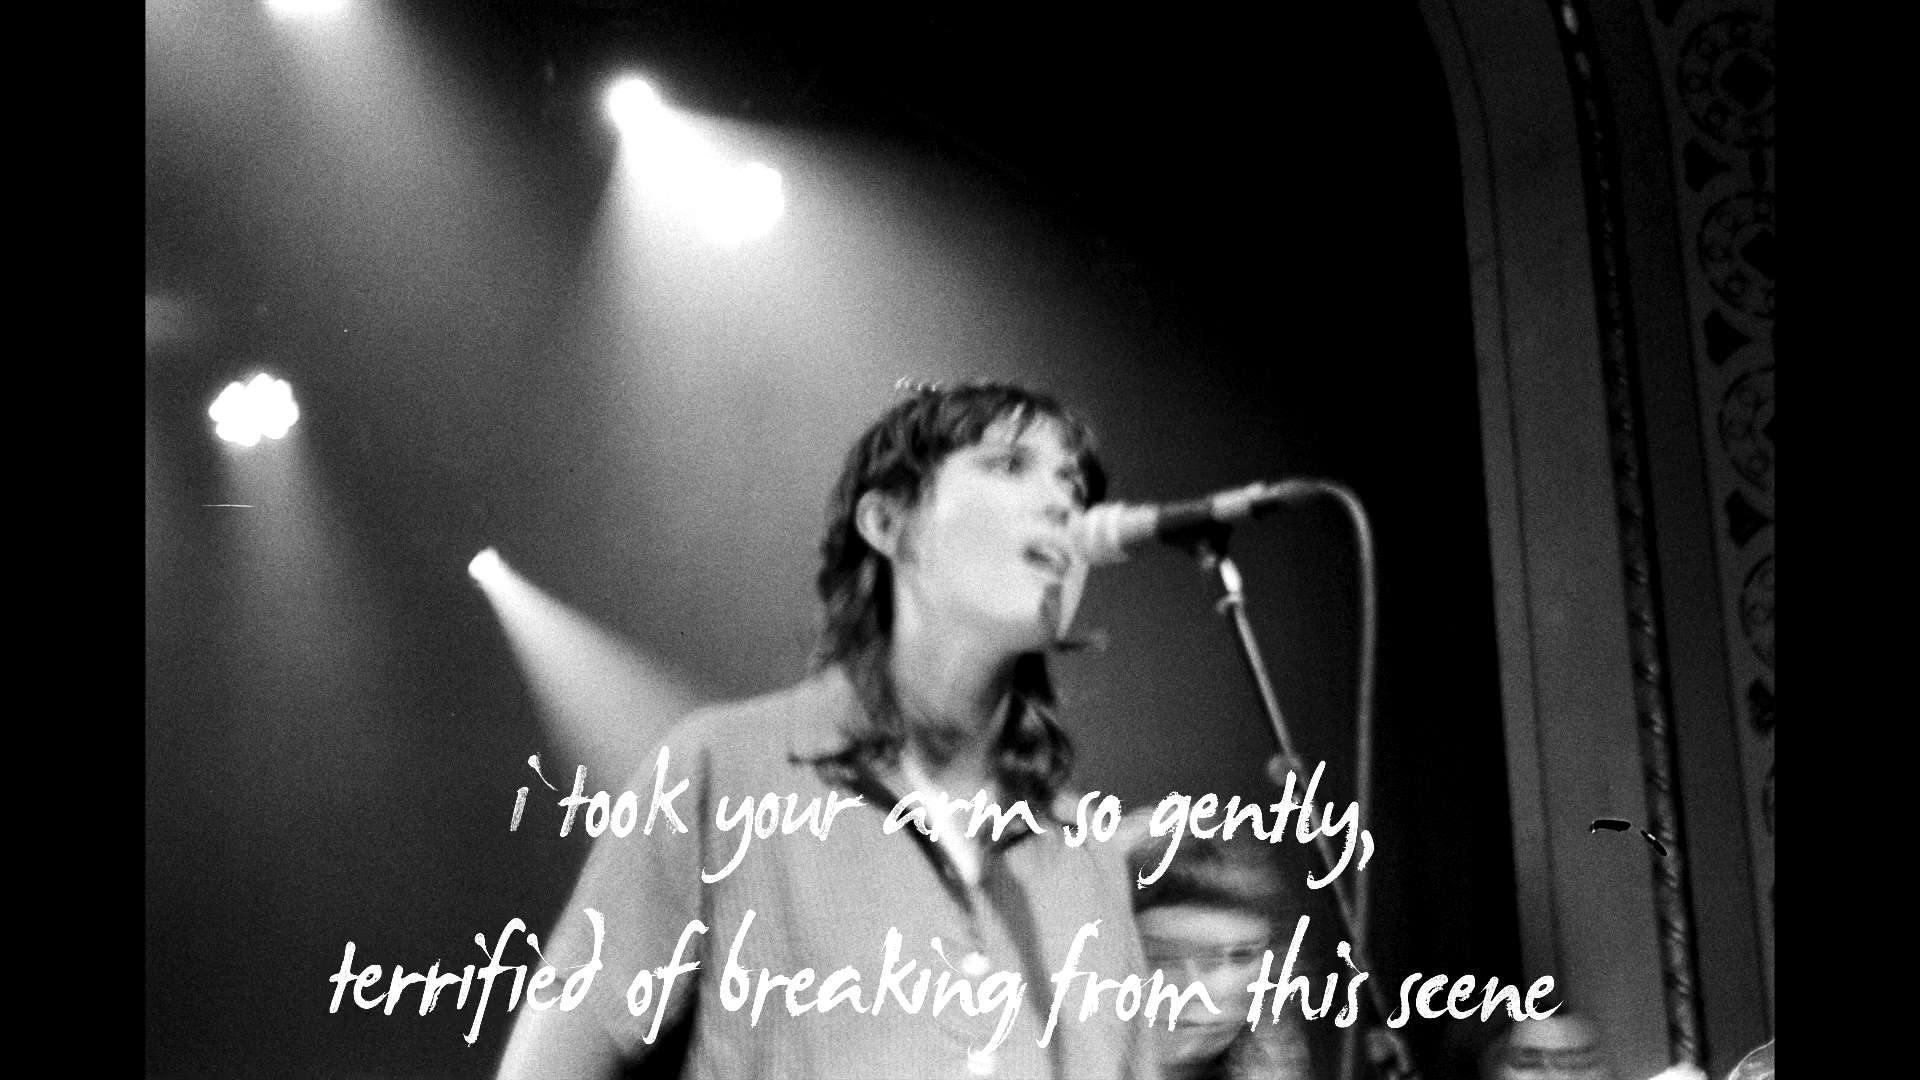 i took your arm so gently,
terrified of breaking from this scene